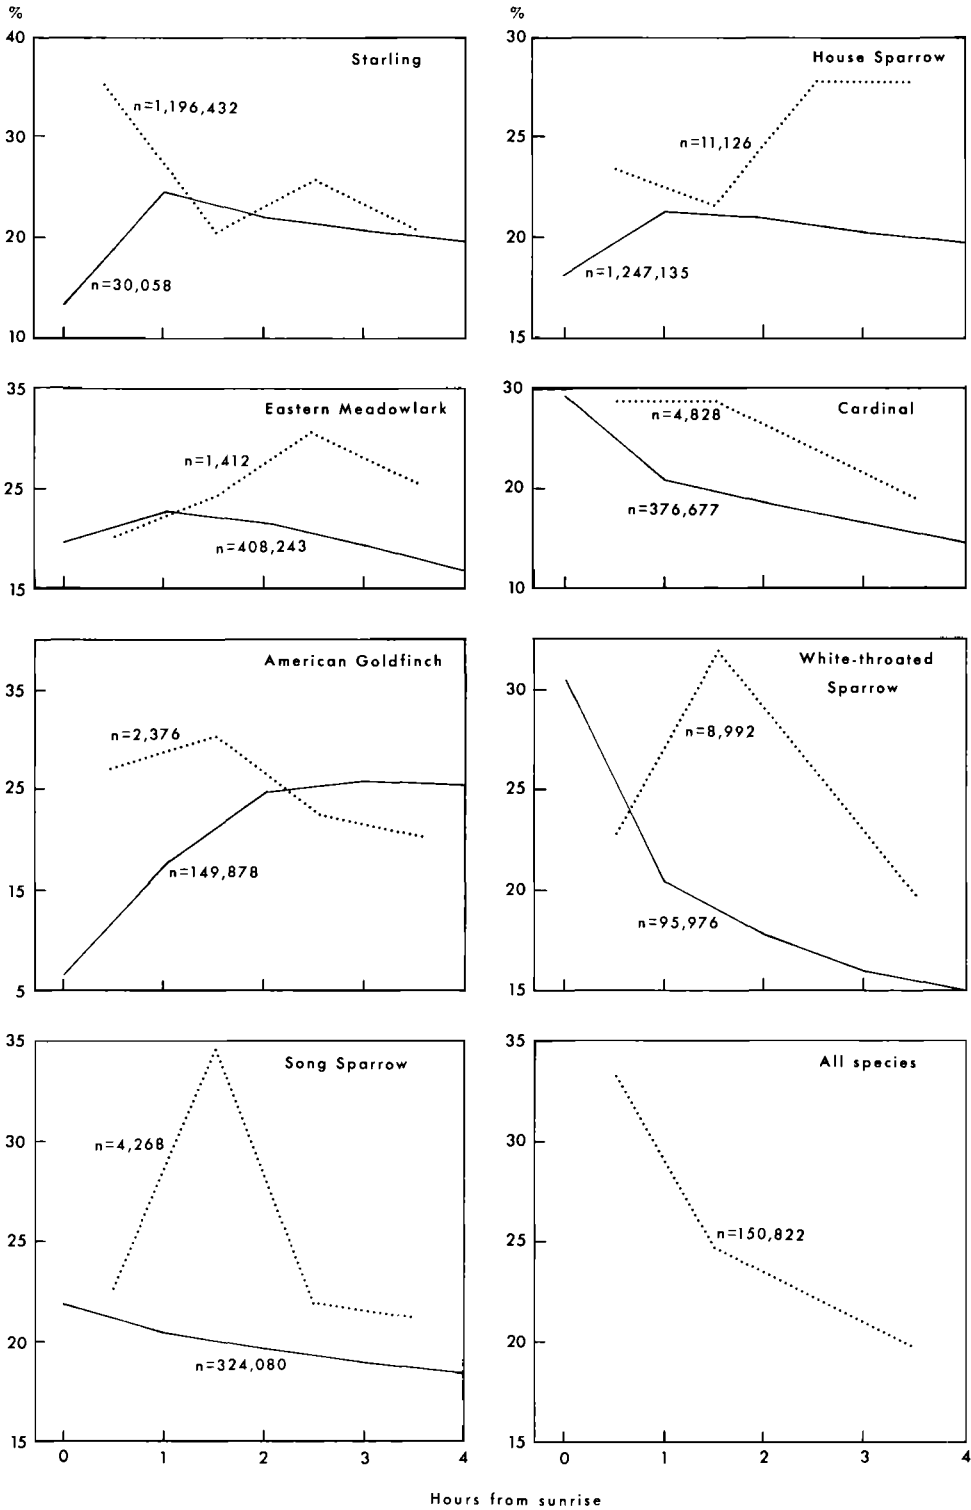 %
40
30
20
10
Starling
n=1,196,432
n=30,058
%
30
25
20
15
House Sparrow
n=11,126
n=1,247,135
35
25
15
Eastern Meadowlark
n=1,412
n=408,243
30
20
10
Cardinal
n=4,828
n=376,677
35
25
15
5
American Goldfinch
n=2,376
n=149,878
30
25
20
15
White-throated
Sparrow
n=8,992
n=95,976
35
30
25
20
15
Song Sparrow
n=4,268
n=324,080
0 1 2 3 4
35
30
25
20
15
All species
n=150,822
0 1 2 3 4
Hours from sunrise